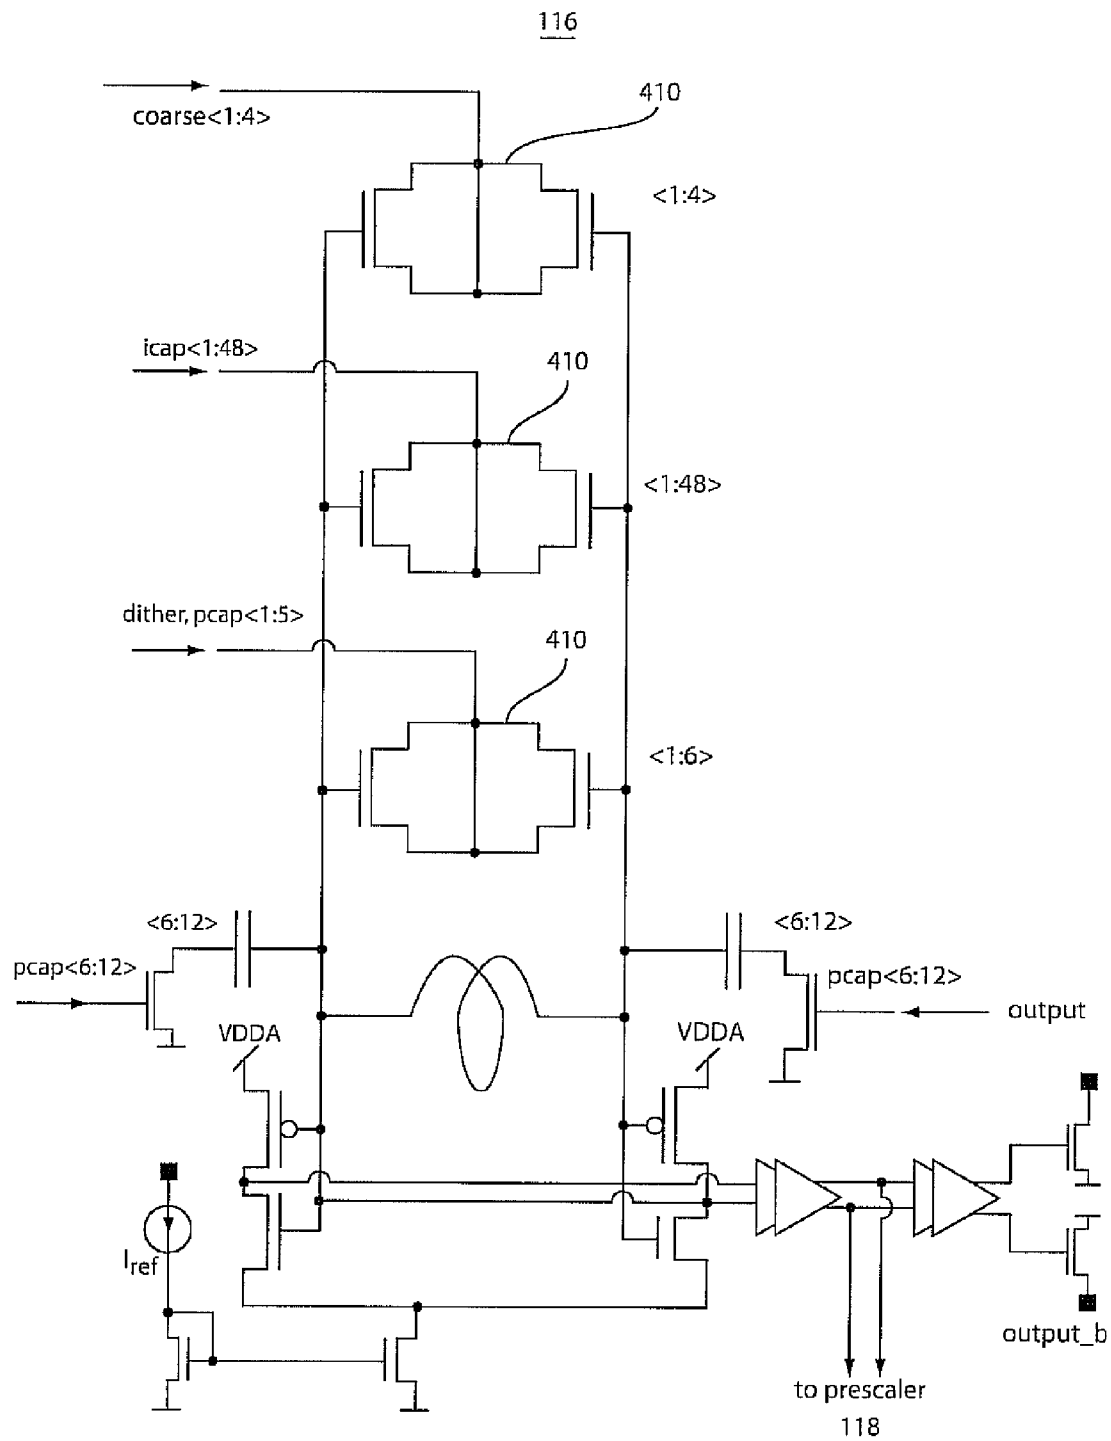 116
coarse<1:4>
410
<1:4>
icap<1:48>
410
<1:48>
dither, pcap<1:5>
410
<1:6>
<6:12>
<6:12>
pcap<6:12>
pcap<6:12>
output
VDDA
VDDA
Iref
output_b
to prescaler
118